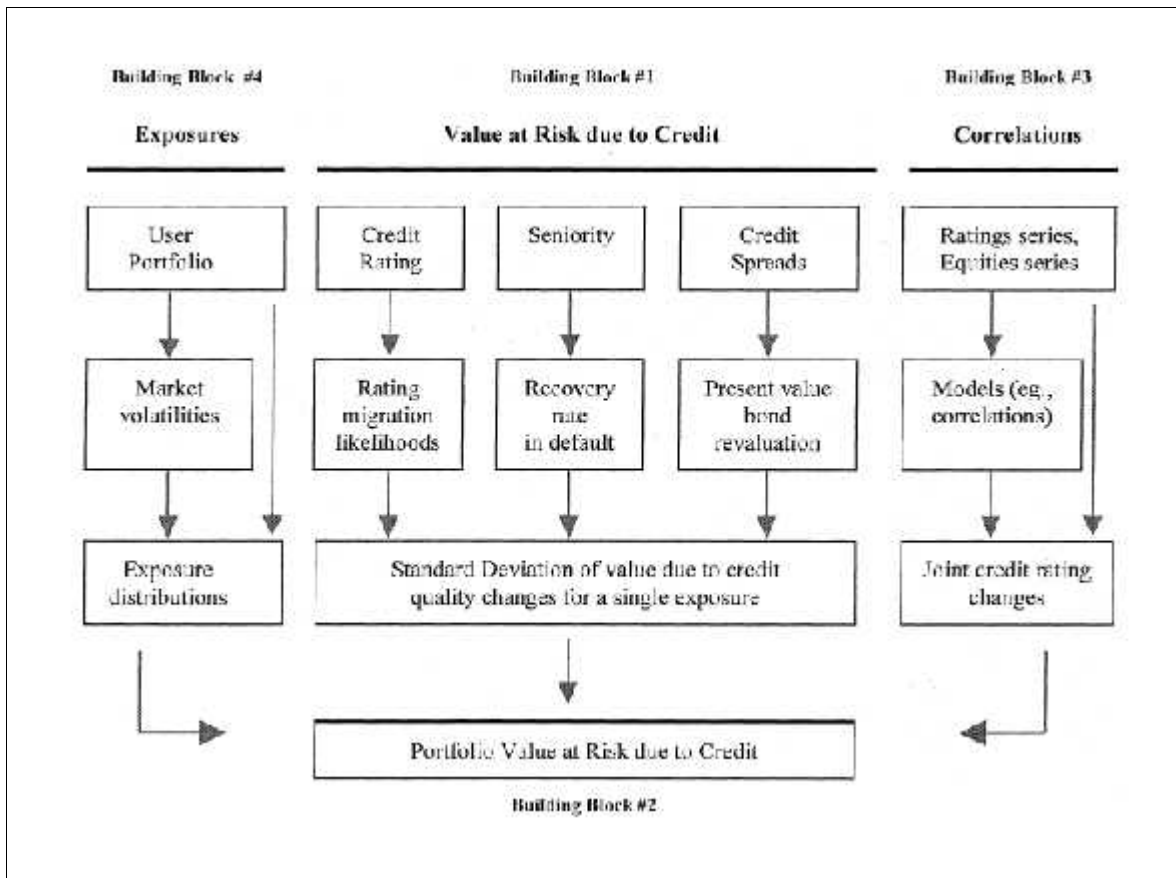 Building Block #4
Building Block #1
Building Block #3
Exposures
Value at Risk due to Credit
Correlations
User
Portfolio
Credit
Rating
Seniority
Credit
Spreads
Ratings series,
Equities series
Market
volatilities
Rating
migration
likelihoods
Recovery
rate
in default
Present value
bond
revaluation
Models (eg.,
correlations)
Exposure
distributions
Standard Deviation of value due to credit
quality changes for a single exposure
Joint credit rating
changes
Portfolio Value at Risk due to Credit
Building Block #2